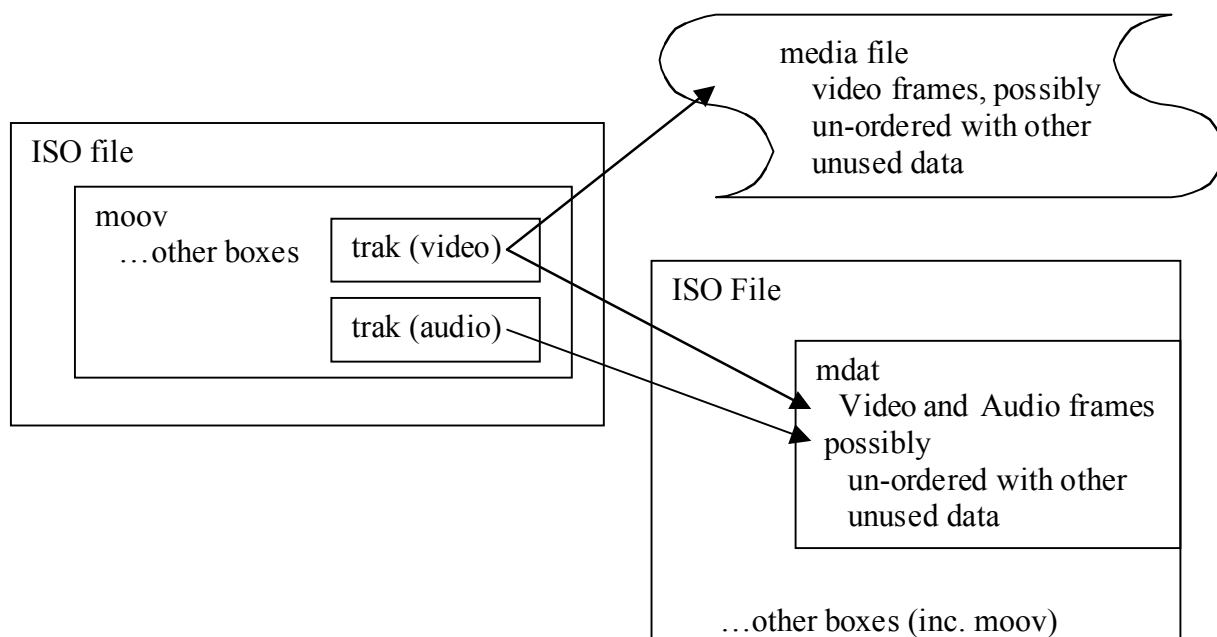 ISO file
moov
…other boxes
trak (video)
trak (audio)
media file
video frames, possibly
un-ordered with other
unused data
ISO File
mdat
Video and Audio frames
possibly
un-ordered with other
unused data
…other boxes (inc. moov)